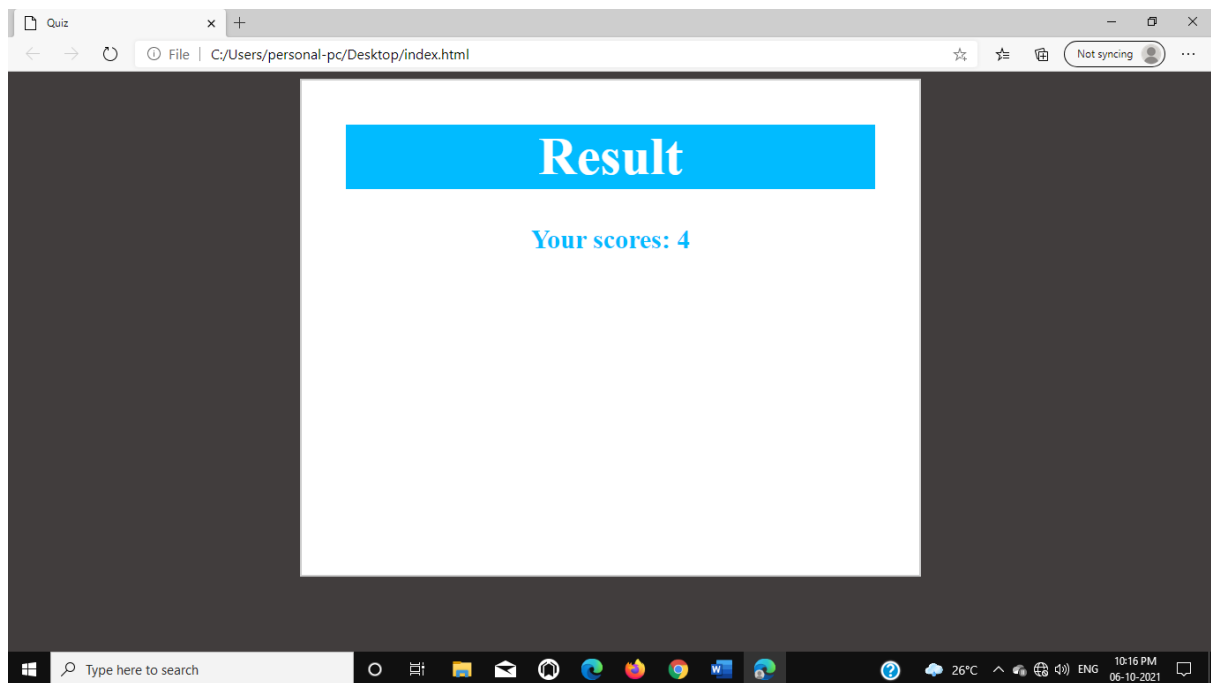 Quiz
File | C:/Users/personal-pc/Desktop/index.html
Not syncing
Result
Your scores: 4
Type here to search
26°C
ENG
10:16 PM
06-10-2021